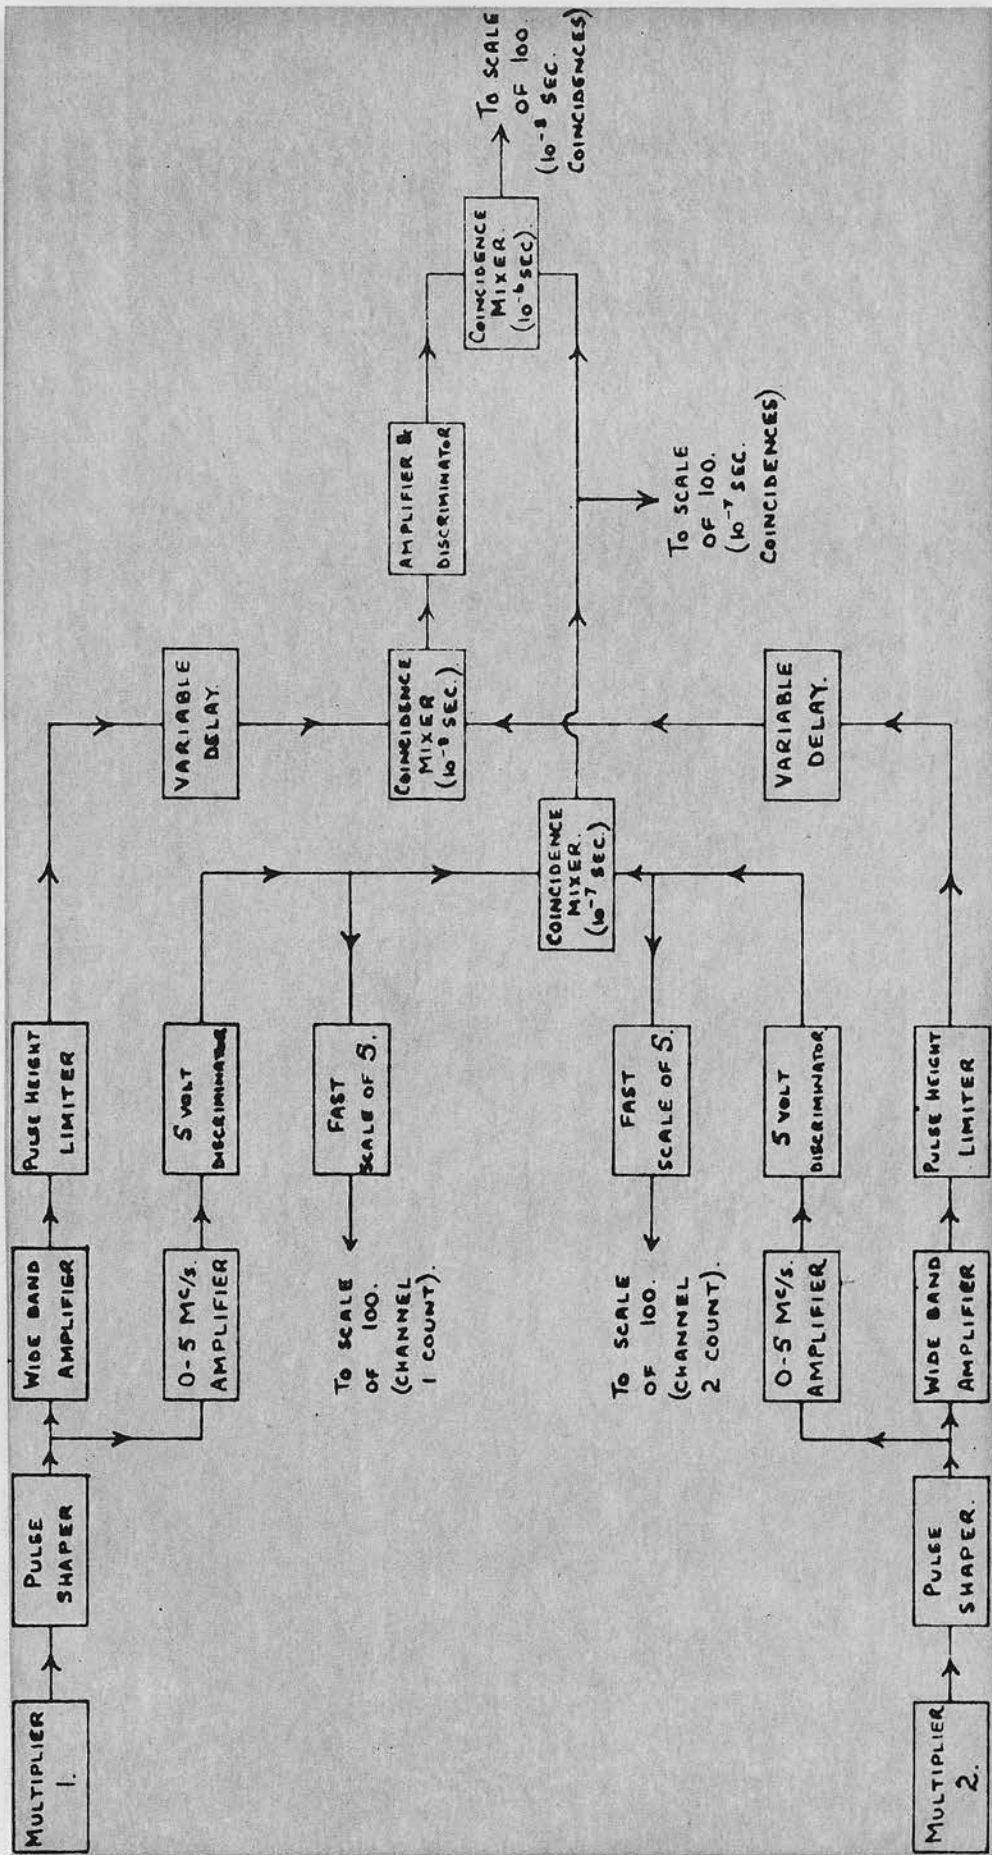 MULTIPLIER
1.
PULSE
SHAPER
WIDE BAND
AMPLIFIER
PULSE HEIGHT
LIMITER
VARIABLE
DELAY.
O-5 Mc/s.
AMPLIFIER
5 VOLT
DISCRIMINATOR
FAST
SCALE OF 5.
TO SCALE
OF 100.
(CHANNEL
1 COUNT).
COINCIDENCE
MIXER
(10⁻⁸ SEC.)
AMPLIFIER &
DISCRIMINATOR
COINCIDENCE
MIXER.
(10⁻⁶ SEC)
TO SCALE
OF 100.
(10⁻⁸ SEC.
COINCIDENCES)
COINCIDENCE
MIXER.
(10⁻⁷ SEC.)
TO SCALE
OF 100.
(10⁻⁷ SEC.
COINCIDENCES)
FAST
SCALE OF 5.
TO SCALE
OF 100.
(CHANNEL
2 COUNT).
O-5 Mc/s.
AMPLIFIER
5 VOLT
DISCRIMINATOR
VARIABLE
DELAY.
MULTIPLIER
2.
PULSE
SHAPER.
WIDE BAND
AMPLIFIER
PULSE HEIGHT
LIMITER